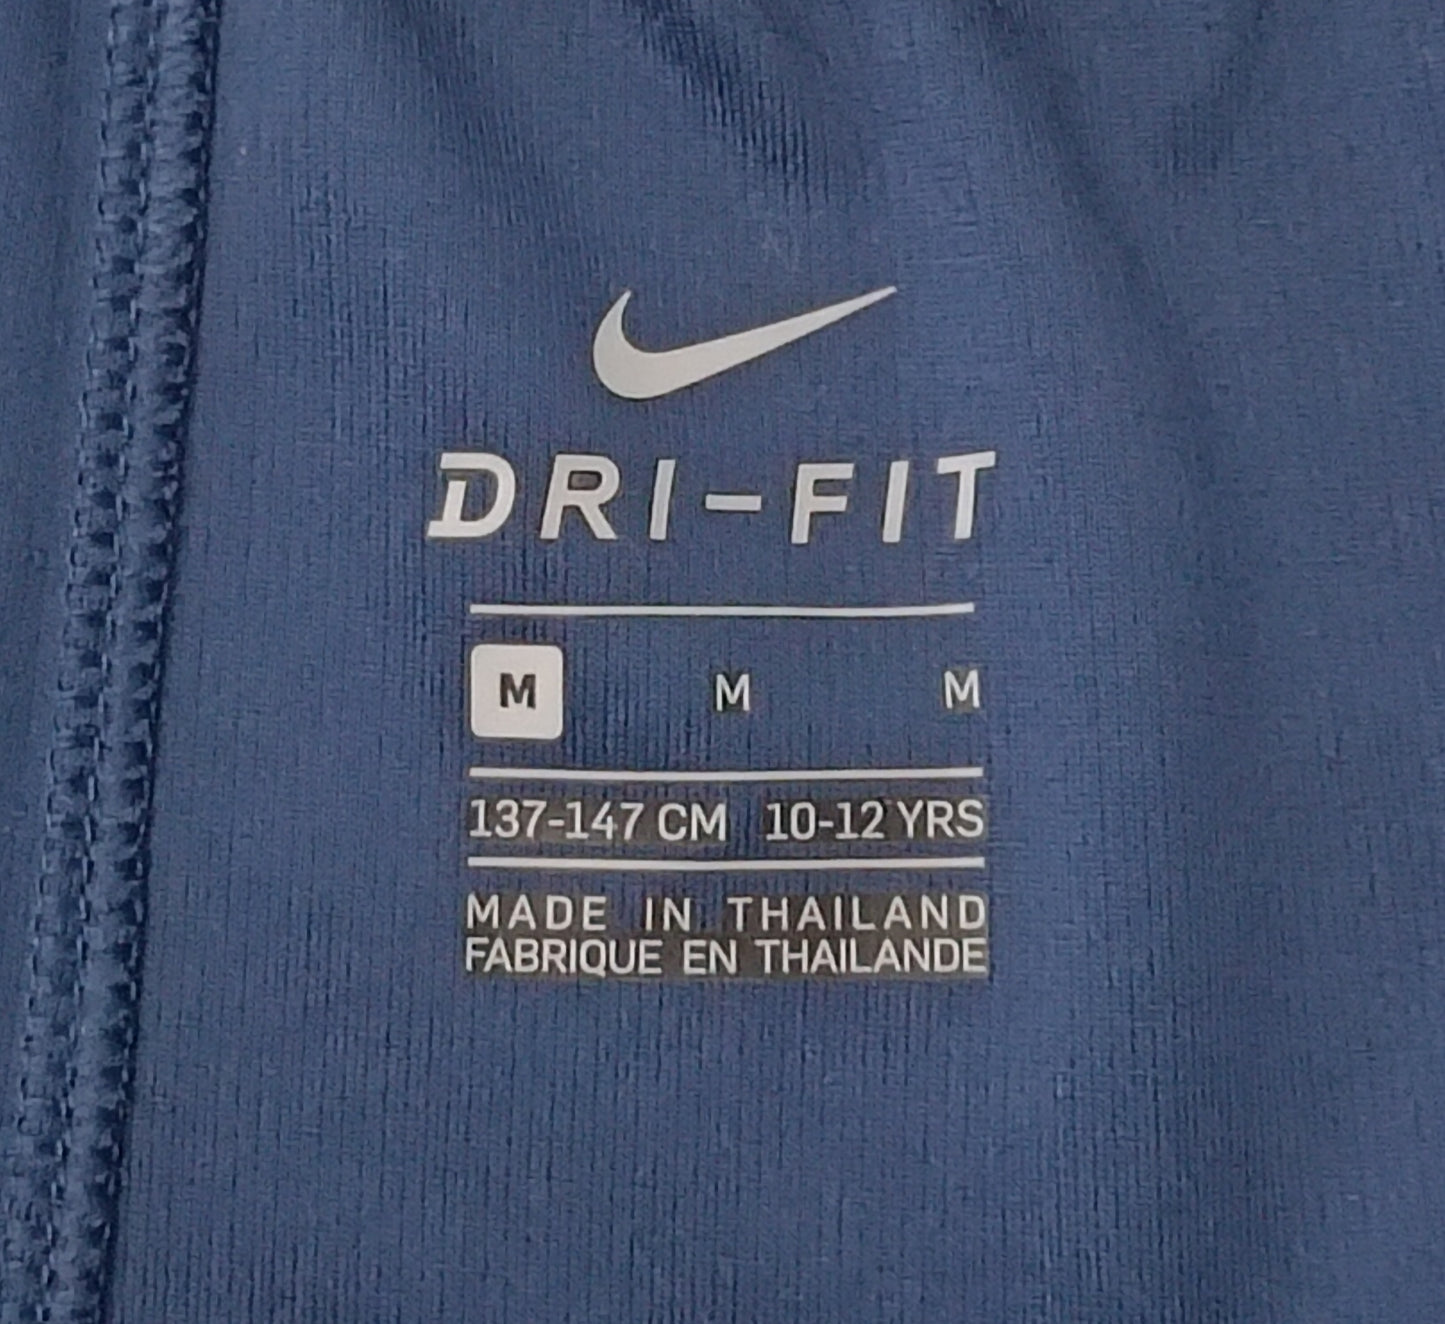 DRI-FIT
M M M
137-147 CM 10-12 YRS
MADE IN THAILAND
FABRIQUE EN THAILANDE